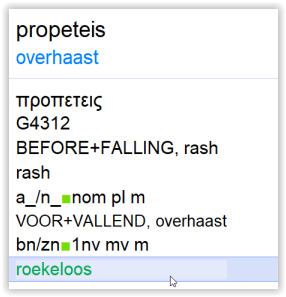 propeteis
overhaast
προπετεις
G4312
BEFORE+FALLING, rash
rash
a_/n_■nom pl m
VOOR+VALLEND, overhaast
bn/zn■1nv mv m
roekeloos